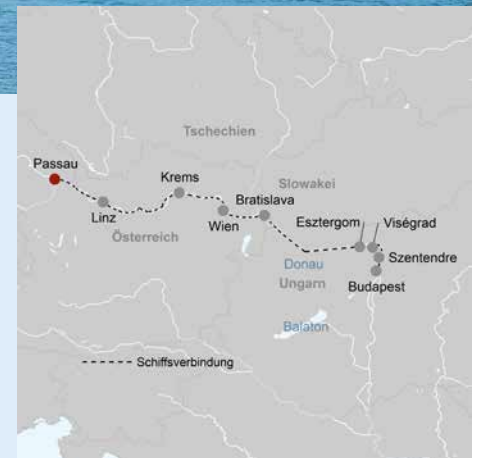 Tschechien
Passau
Krems
Slowakei
Bratislava
Linz
Wien
Esztergom
Viségrad
Österreich
Donau
Szentendre
Ungarn
Budapest
Balaton
Schiffsverbindung